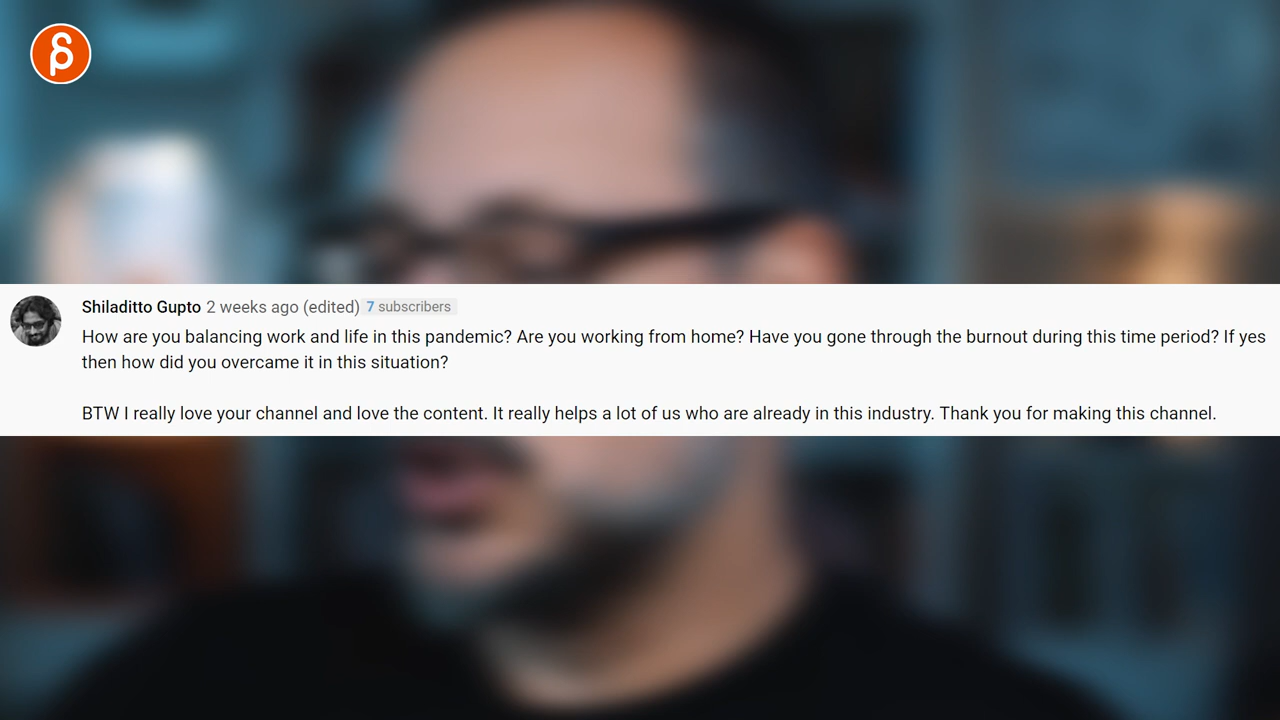 Shiladitto Gupto 2 weeks ago (edited) 7 subscribers
How are you balancing work and life in this pandemic? Are you working from home? Have you gone through the burnout during this time period? If yes
then how did you overcame it in this situation?
BTW I really love your channel and love the content. It really helps a lot of us who are already in this industry. Thank you for making this channel.